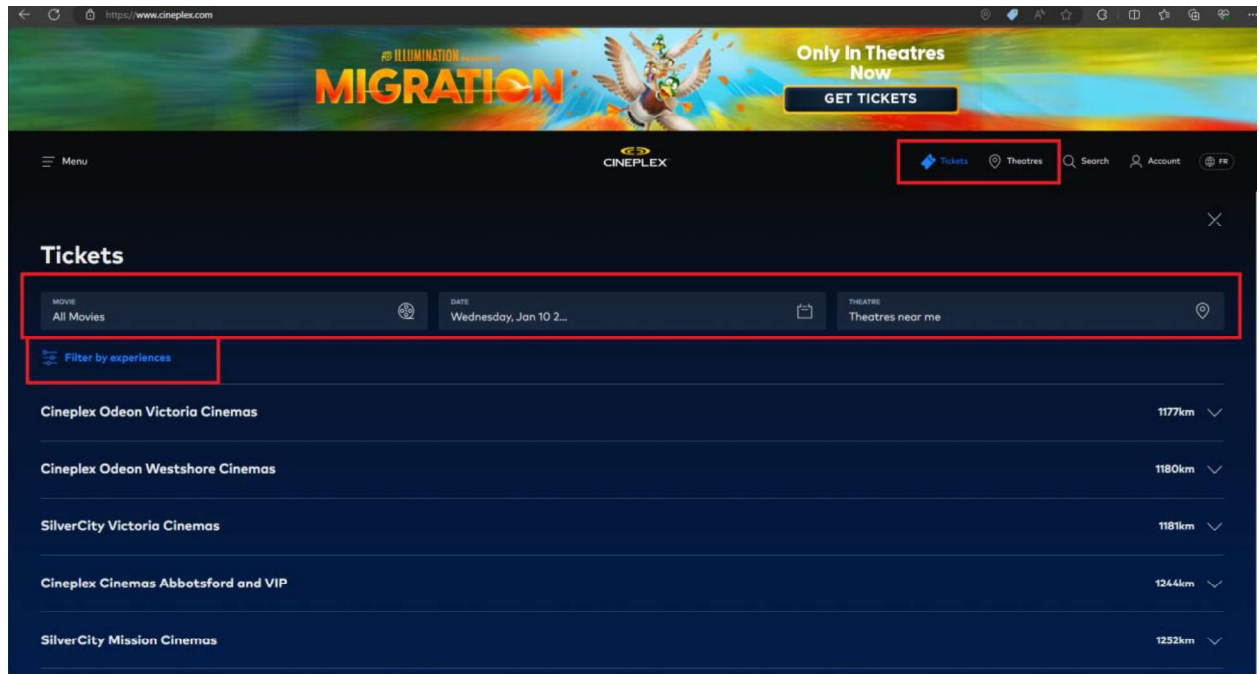 https://www.cineplex.com
ILLUMINATION
MIGRATION
Only In Theatres
Now
GET TICKETS
Menu
CINEPLEX
Tickets
Theatres
Search
Account
FR
Tickets
MOVIE
All Movies
DATE
Wednesday, Jan 10 2...
THEATRE
Theatres near me
Filter by experiences
Cineplex Odeon Victoria Cinemas 1177km
Cineplex Odeon Westshore Cinemas 1180km
SilverCity Victoria Cinemas 1181km
Cineplex Cinemas Abbotsford and VIP 1244km
SilverCity Mission Cinemas 1252km